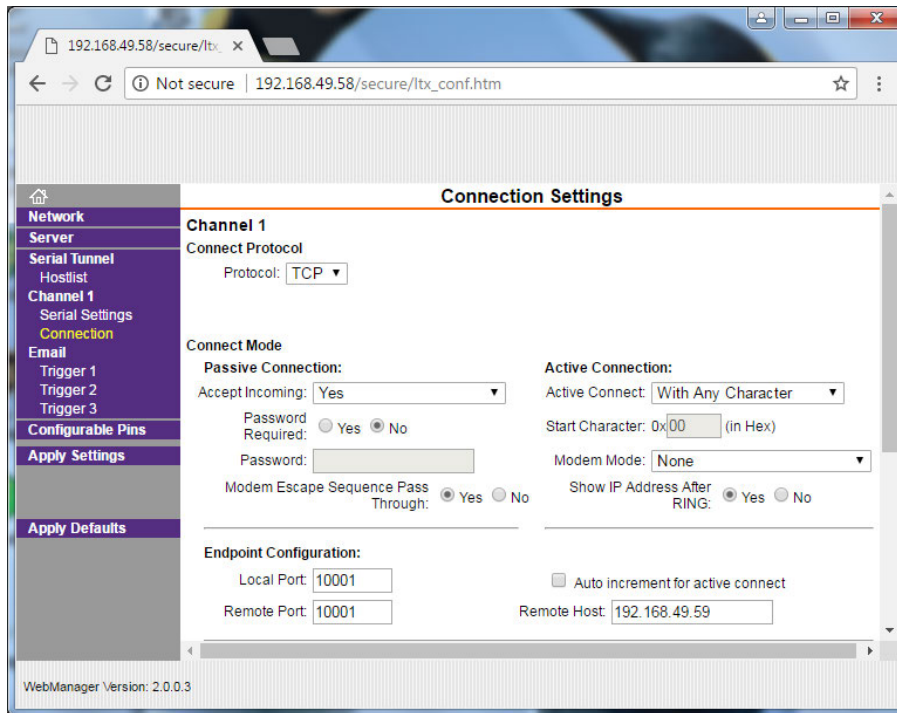 192.168.49.58/secure/ltx_
Not secure | 192.168.49.58/secure/ltx_conf.htm
Connection Settings
Network
Server
Serial Tunnel
Hostlist
Channel 1
Serial Settings
Connection
Email
Trigger 1
Trigger 2
Trigger 3
Configurable Pins
Apply Settings
Apply Defaults
Channel 1
Connect Protocol
Protocol: TCP
Connect Mode
Passive Connection: Active Connection:
Accept Incoming: Yes Active Connect: With Any Character
Password Required: Yes No Start Character: 0x 00 (in Hex)
Password: Modem Mode: None
Modem Escape Sequence Pass Through: Yes No Show IP Address After RING: Yes No
Endpoint Configuration:
Local Port: 10001 Auto increment for active connect
Remote Port: 10001 Remote Host: 192.168.49.59
WebManager Version: 2.0.0.3